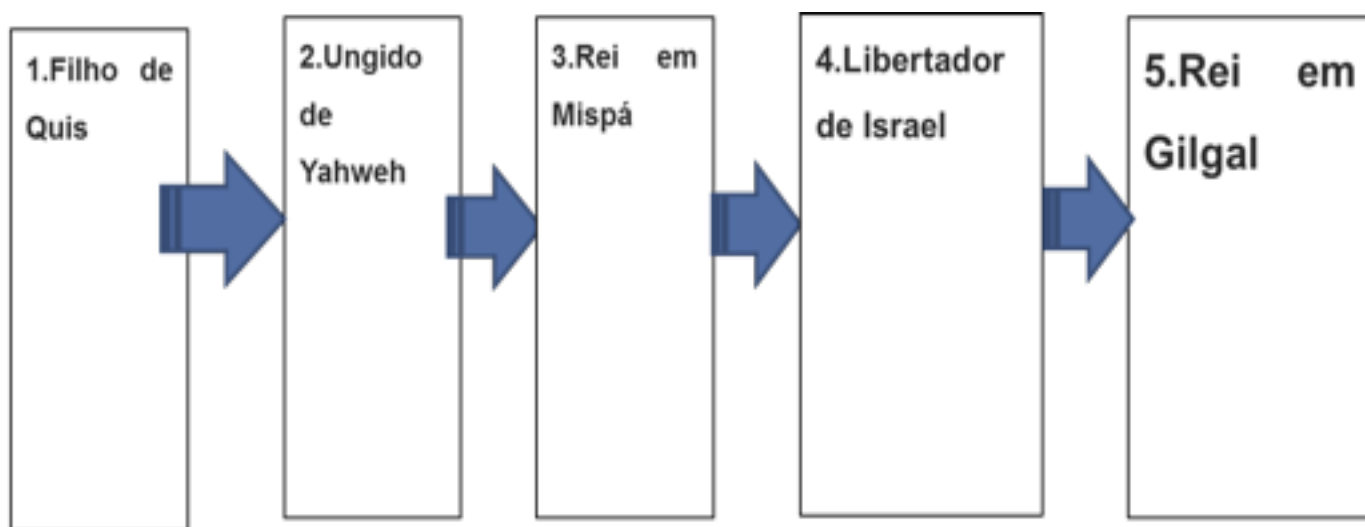 1.Filho de
Quis
2.Ungido
de
Yahweh
3.Rei em
Mispá
4.Libertador
de Israel
5.Rei em
Gilgal